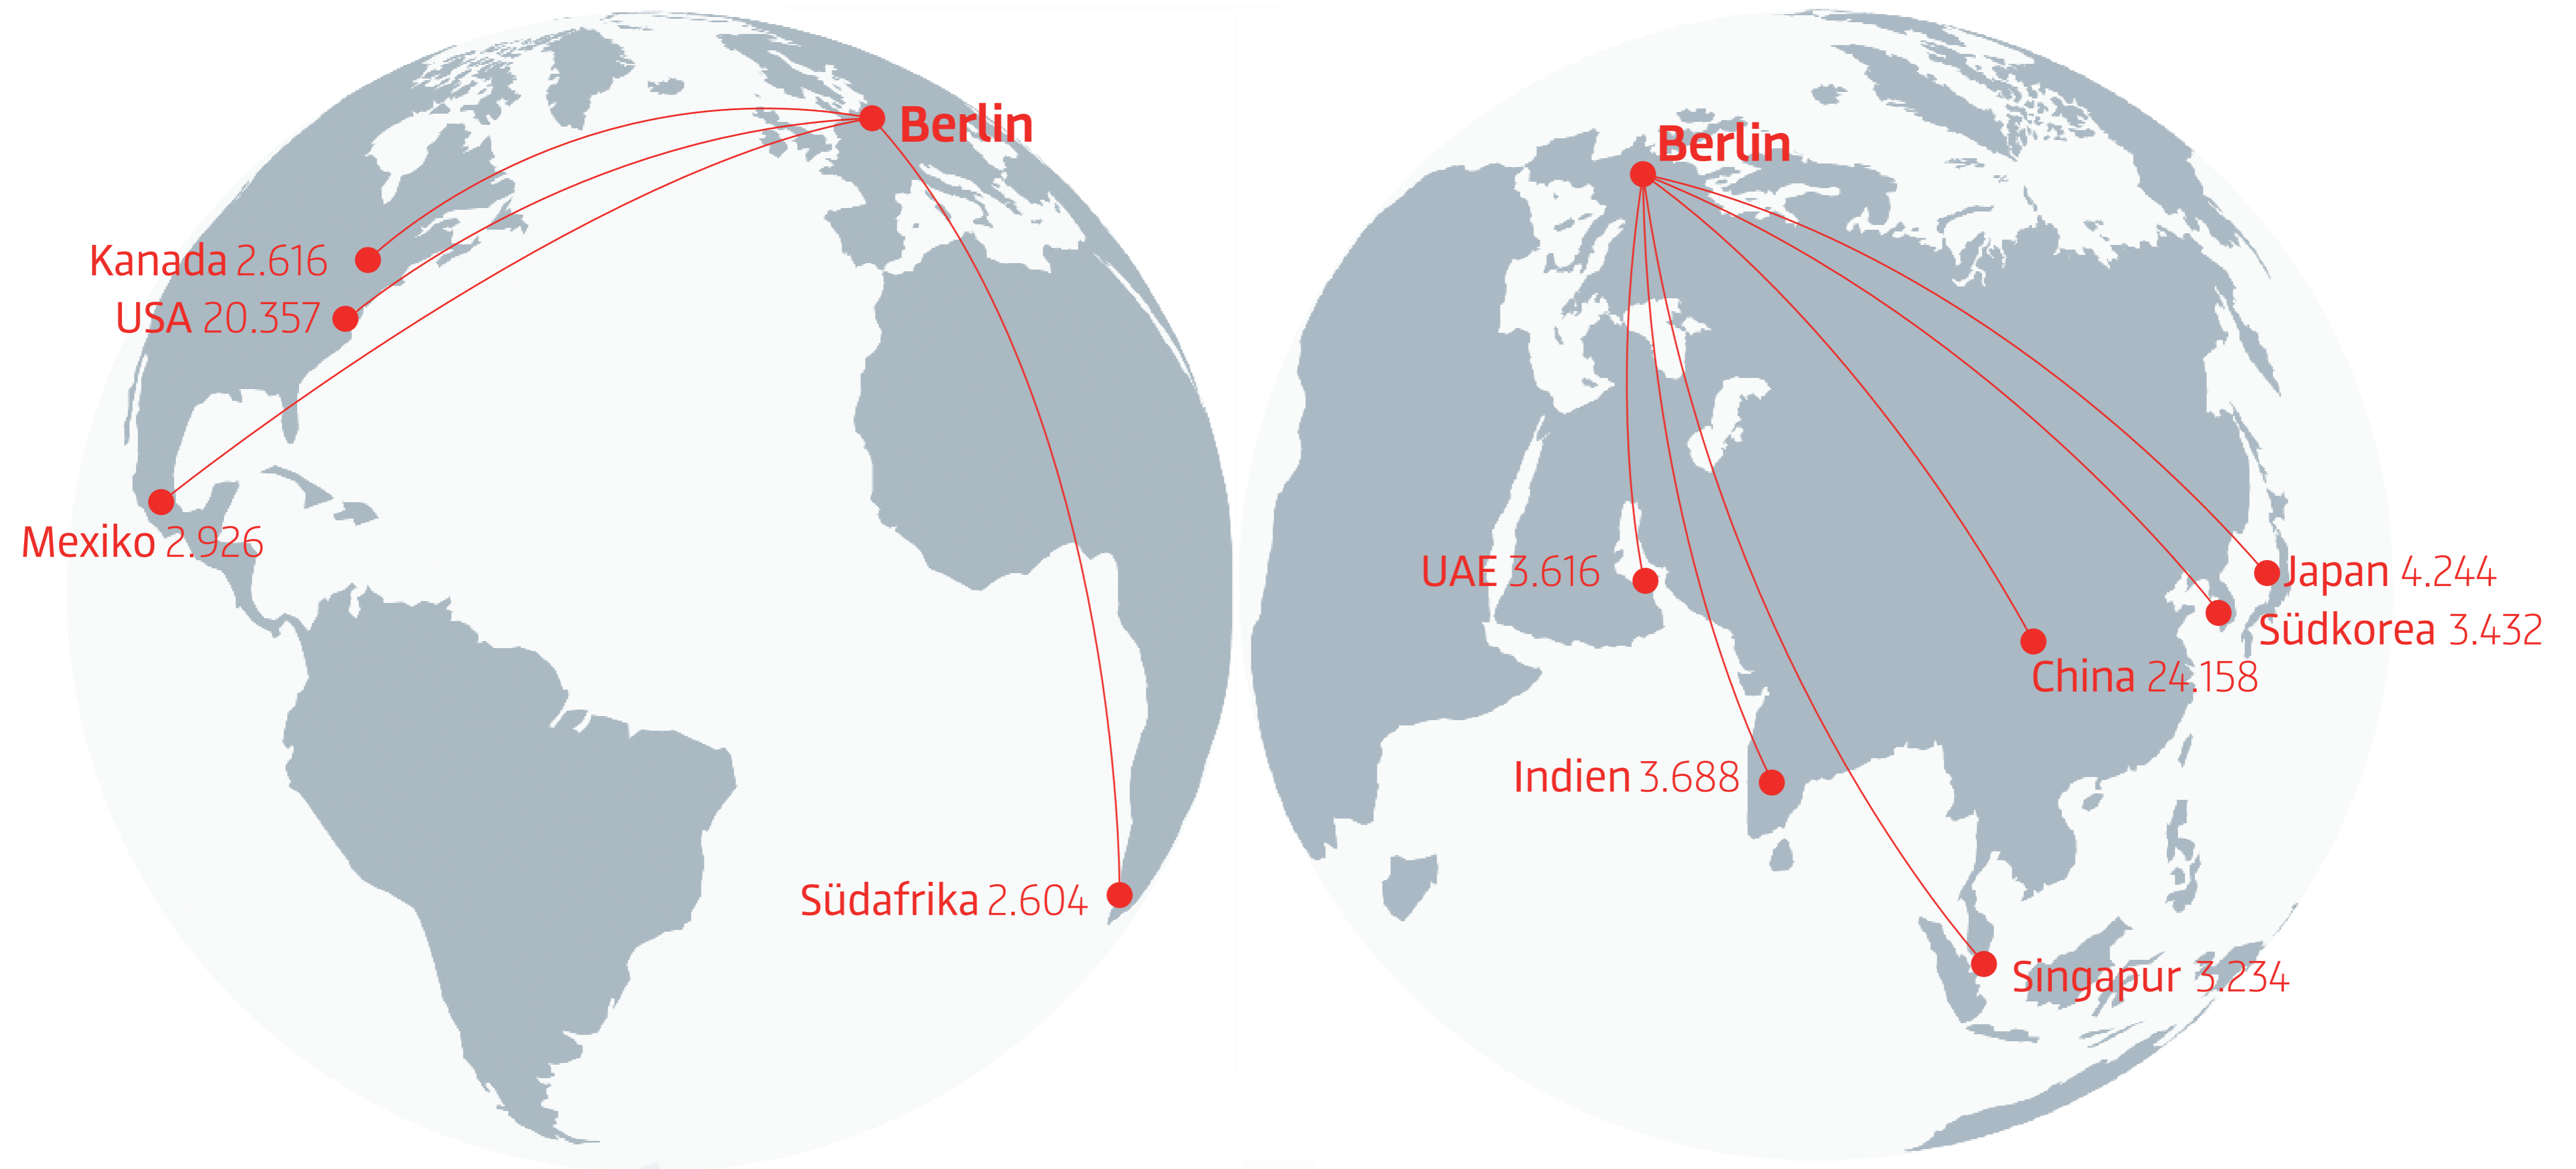 Berlin
Kanada 2.616
USA 20.357
Mexiko 2.926
Südafrika 2.604
Berlin
UAE 3.616
Japan 4.244
Südkorea 3.432
China 24.158
Indien 3.688
Singapur 3.234